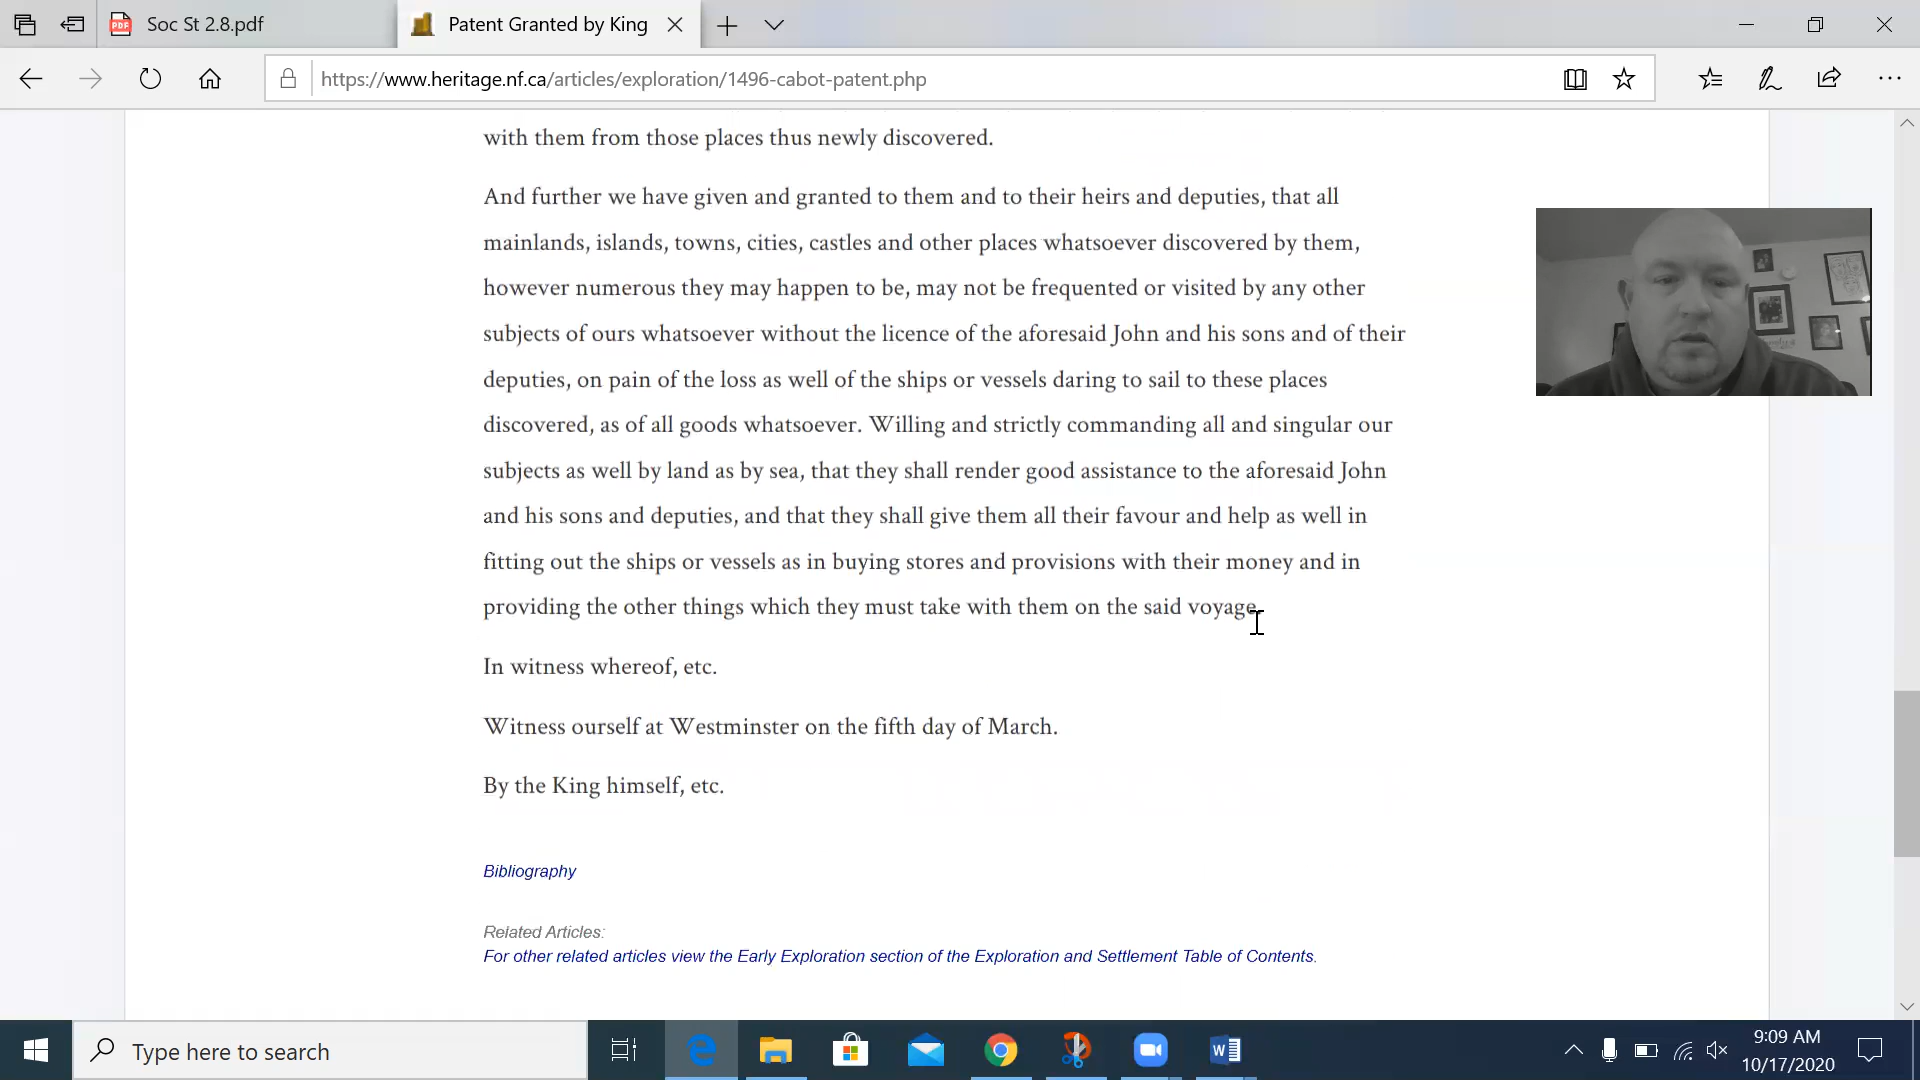 Soc St 2.8.pdf
Patent Granted by King
https://www.heritage.nf.ca/articles/exploration/1496-cabot-patent.php
with them from those places thus newly discovered.
And further we have given and granted to them and to their heirs and deputies, that all
mainlands, islands, towns, cities, castles and other places whatsoever discovered by them,
however numerous they may happen to be, may not be frequented or visited by any other
subjects of ours whatsoever without the licence of the aforesaid John and his sons and of their
deputies, on pain of the loss as well of the ships or vessels daring to sail to these places
discovered, as of all goods whatsoever. Willing and strictly commanding all and singular our
subjects as well by land as by sea, that they shall render good assistance to the aforesaid John
and his sons and deputies, and that they shall give them all their favour and help as well in
fitting out the ships or vessels as in buying stores and provisions with their money and in
providing the other things which they must take with them on the said voyage.
In witness whereof, etc.
Witness ourself at Westminster on the fifth day of March.
By the King himself, etc.
Bibliography
Related Articles:
For other related articles view the Early Exploration section of the Exploration and Settlement Table of Contents.
Type here to search
9:09 AM
10/17/2020